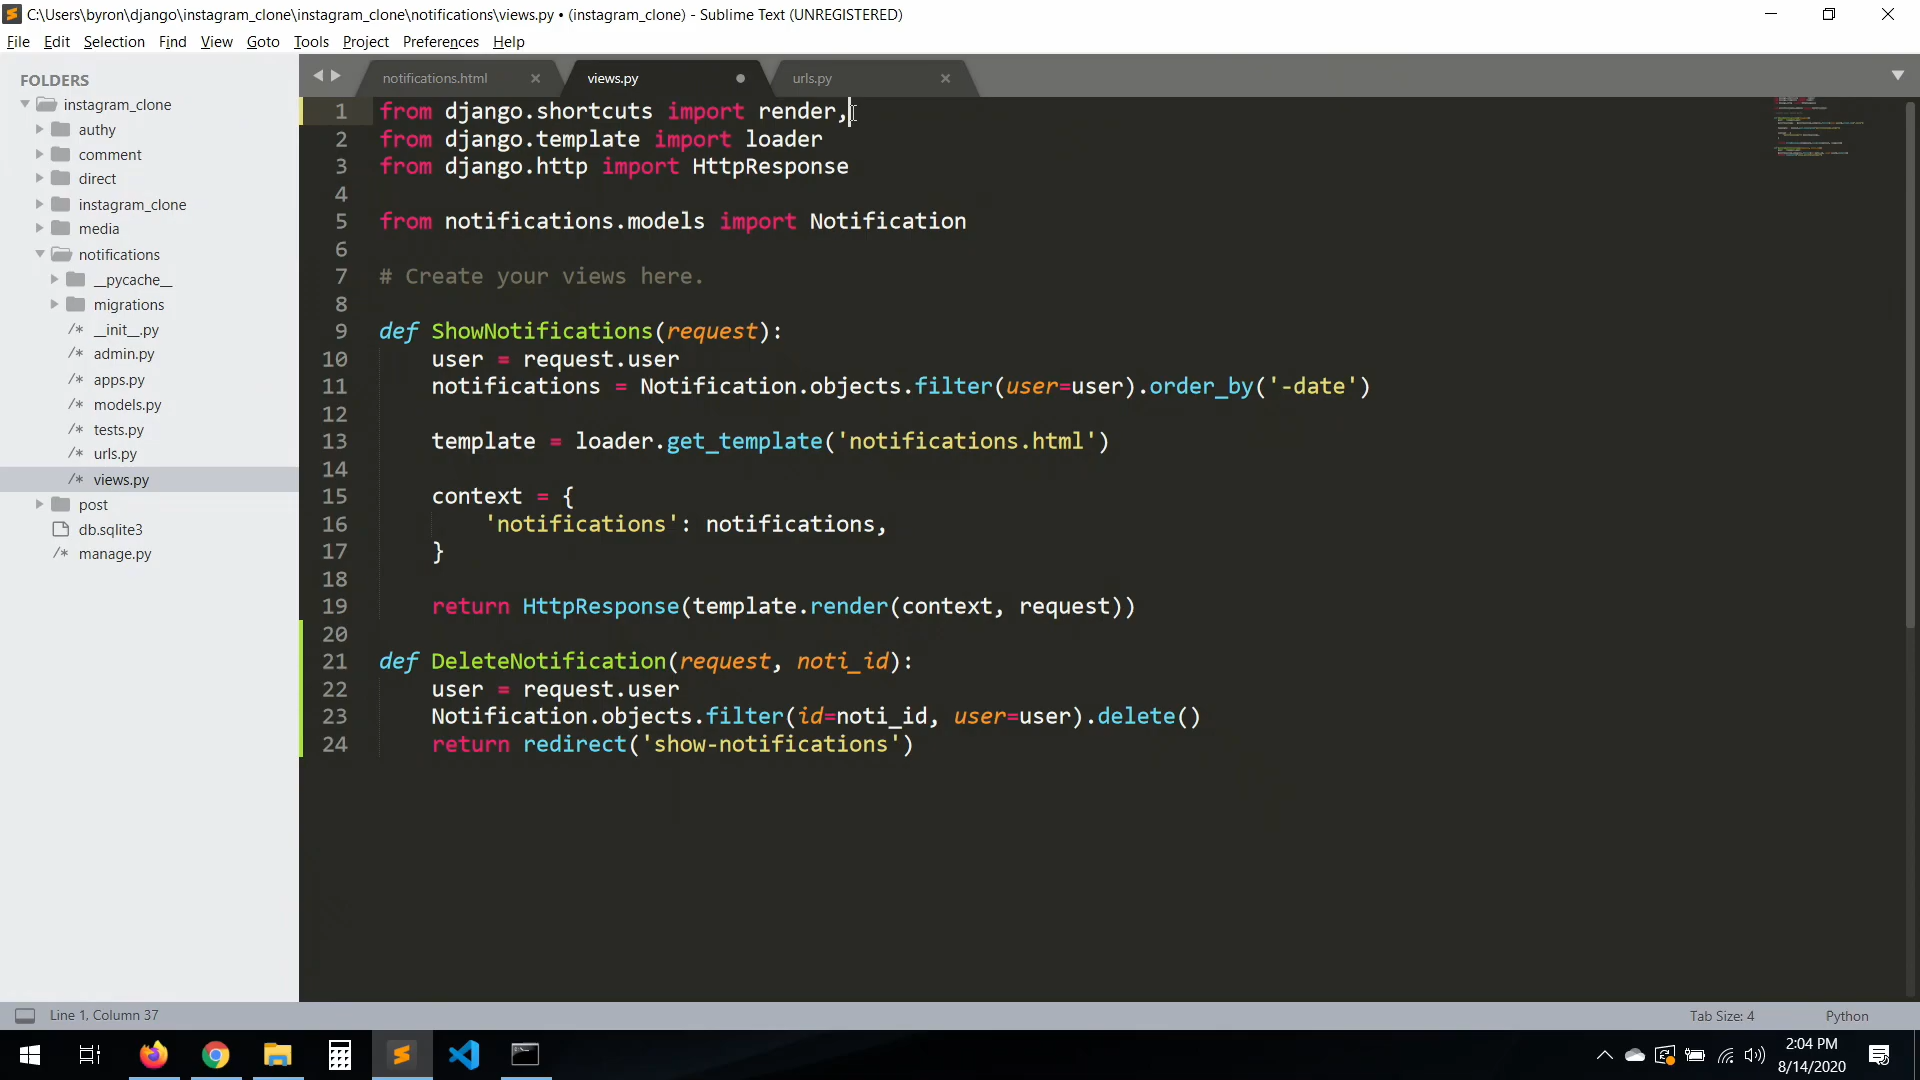 C:\Users\byron\django\instagram_clone\instagram_clone\notifications\views.py • (instagram_clone) - Sublime Text (UNREGISTERED)
File Edit Selection Find View Goto Tools Project Preferences Help
FOLDERS
instagram_clone
authy
comment
direct
instagram_clone
media
notifications
__pycache__
migrations
/* __init__.py
/* admin.py
/* apps.py
/* models.py
/* tests.py
/* urls.py
/* views.py
post
db.sqlite3
/* manage.py
notifications.html × views.py • urls.py ×
1 from django.shortcuts import render,
2 from django.template import loader
3 from django.http import HttpResponse
4
5 from notifications.models import Notification
6
7 # Create your views here.
8
9 def ShowNotifications(request):
10     user = request.user
11     notifications = Notification.objects.filter(user=user).order_by('-date')
12
13     template = loader.get_template('notifications.html')
14
15     context = {
16         'notifications': notifications,
17     }
18
19     return HttpResponse(template.render(context, request))
20
21 def DeleteNotification(request, noti_id):
22     user = request.user
23     Notification.objects.filter(id=noti_id, user=user).delete()
24     return redirect('show-notifications')
Line 1, Column 37
Tab Size: 4 Python
2:04 PM
8/14/2020